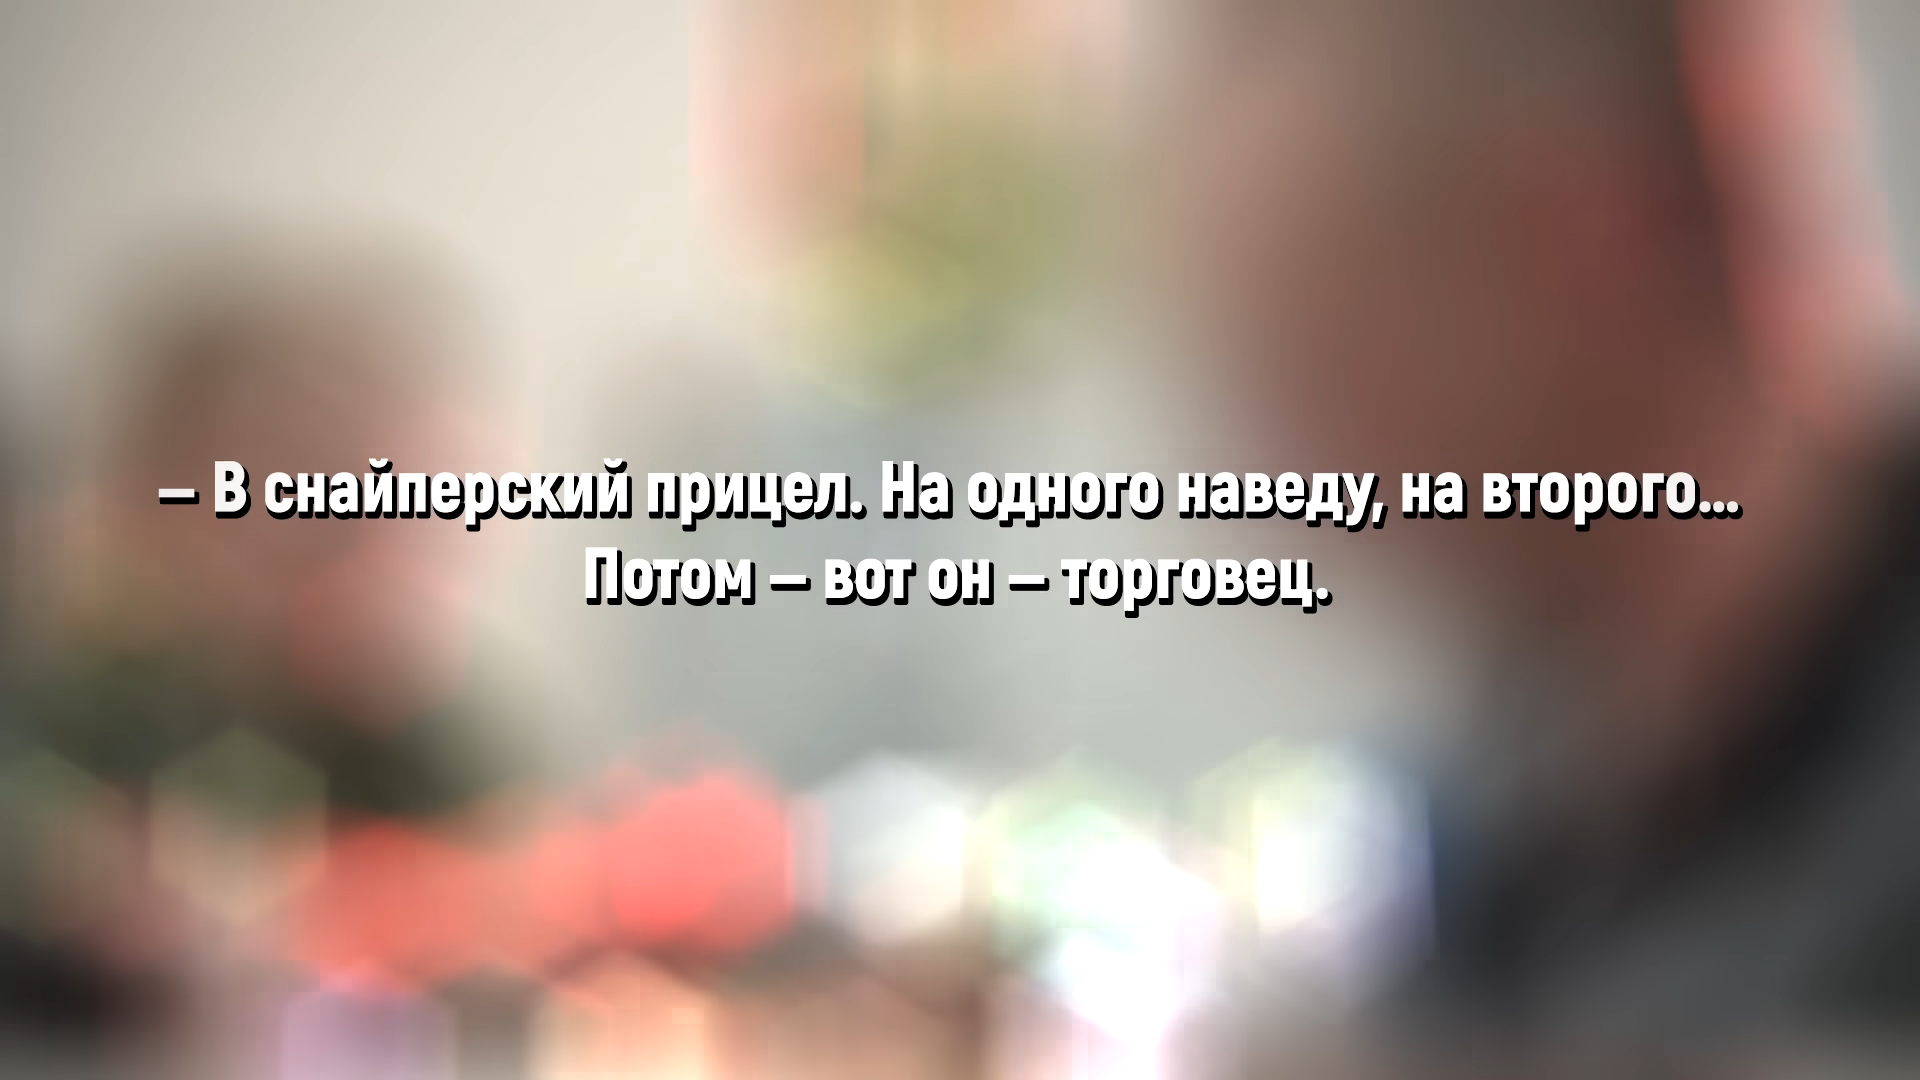 – В снайперский прицел. На одного наведу, на второго...
Потом – вот он – торговец.